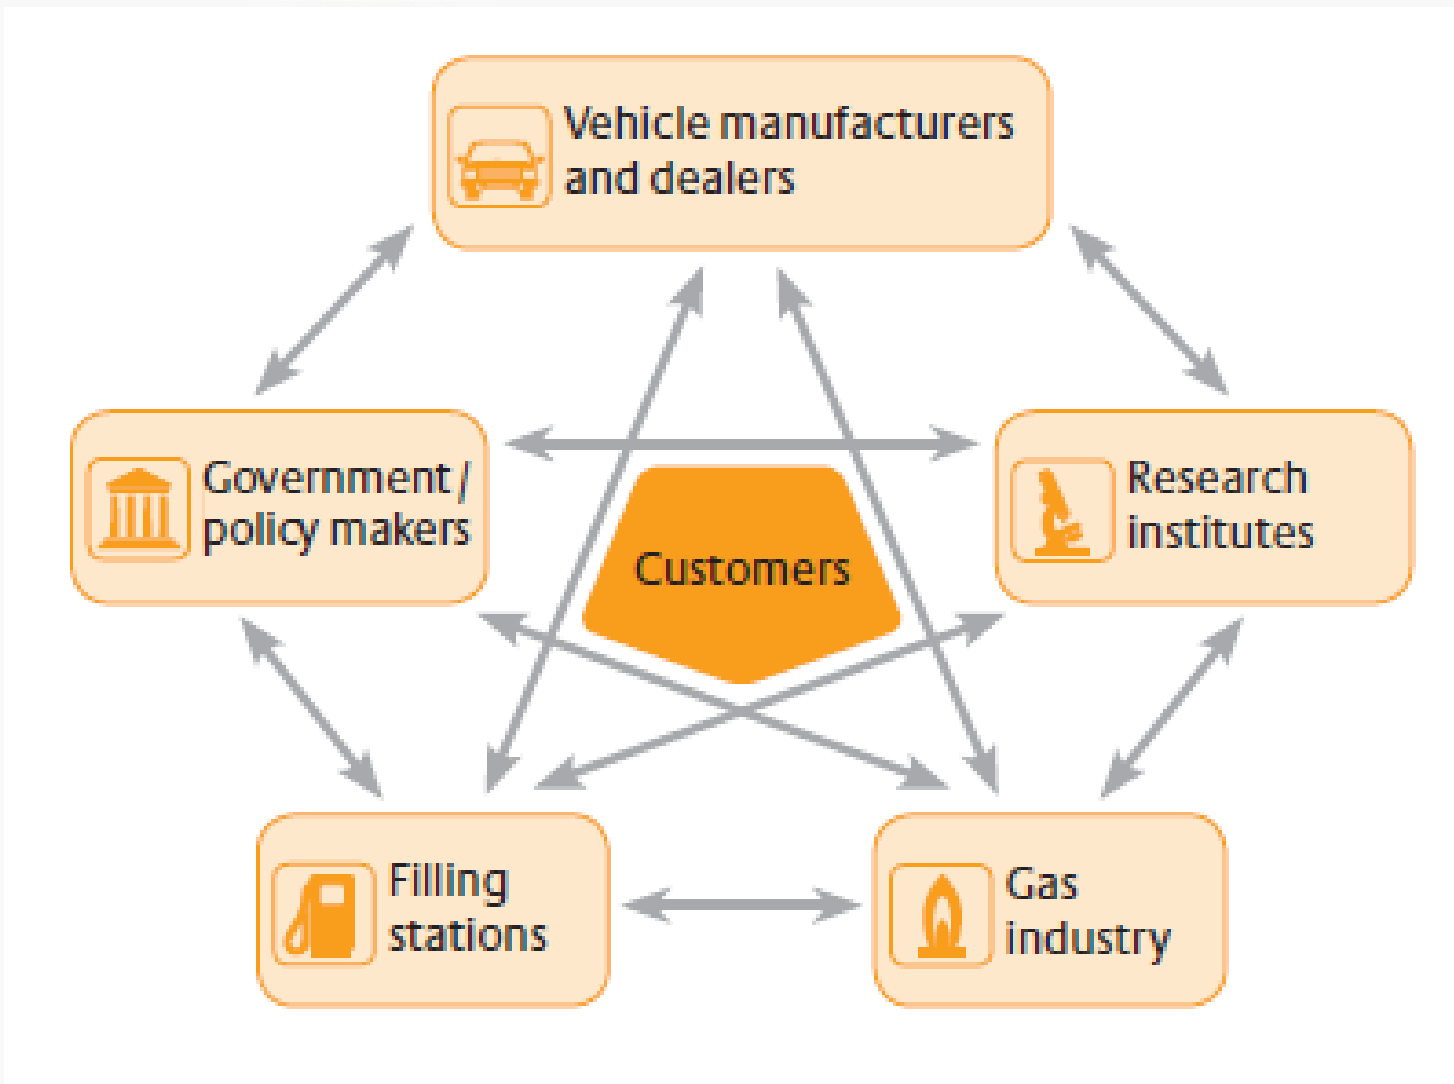 Vehicle manufacturers
and dealers
Government/
policy makers
Research
institutes
Customers
Filling
stations
Gas
industry